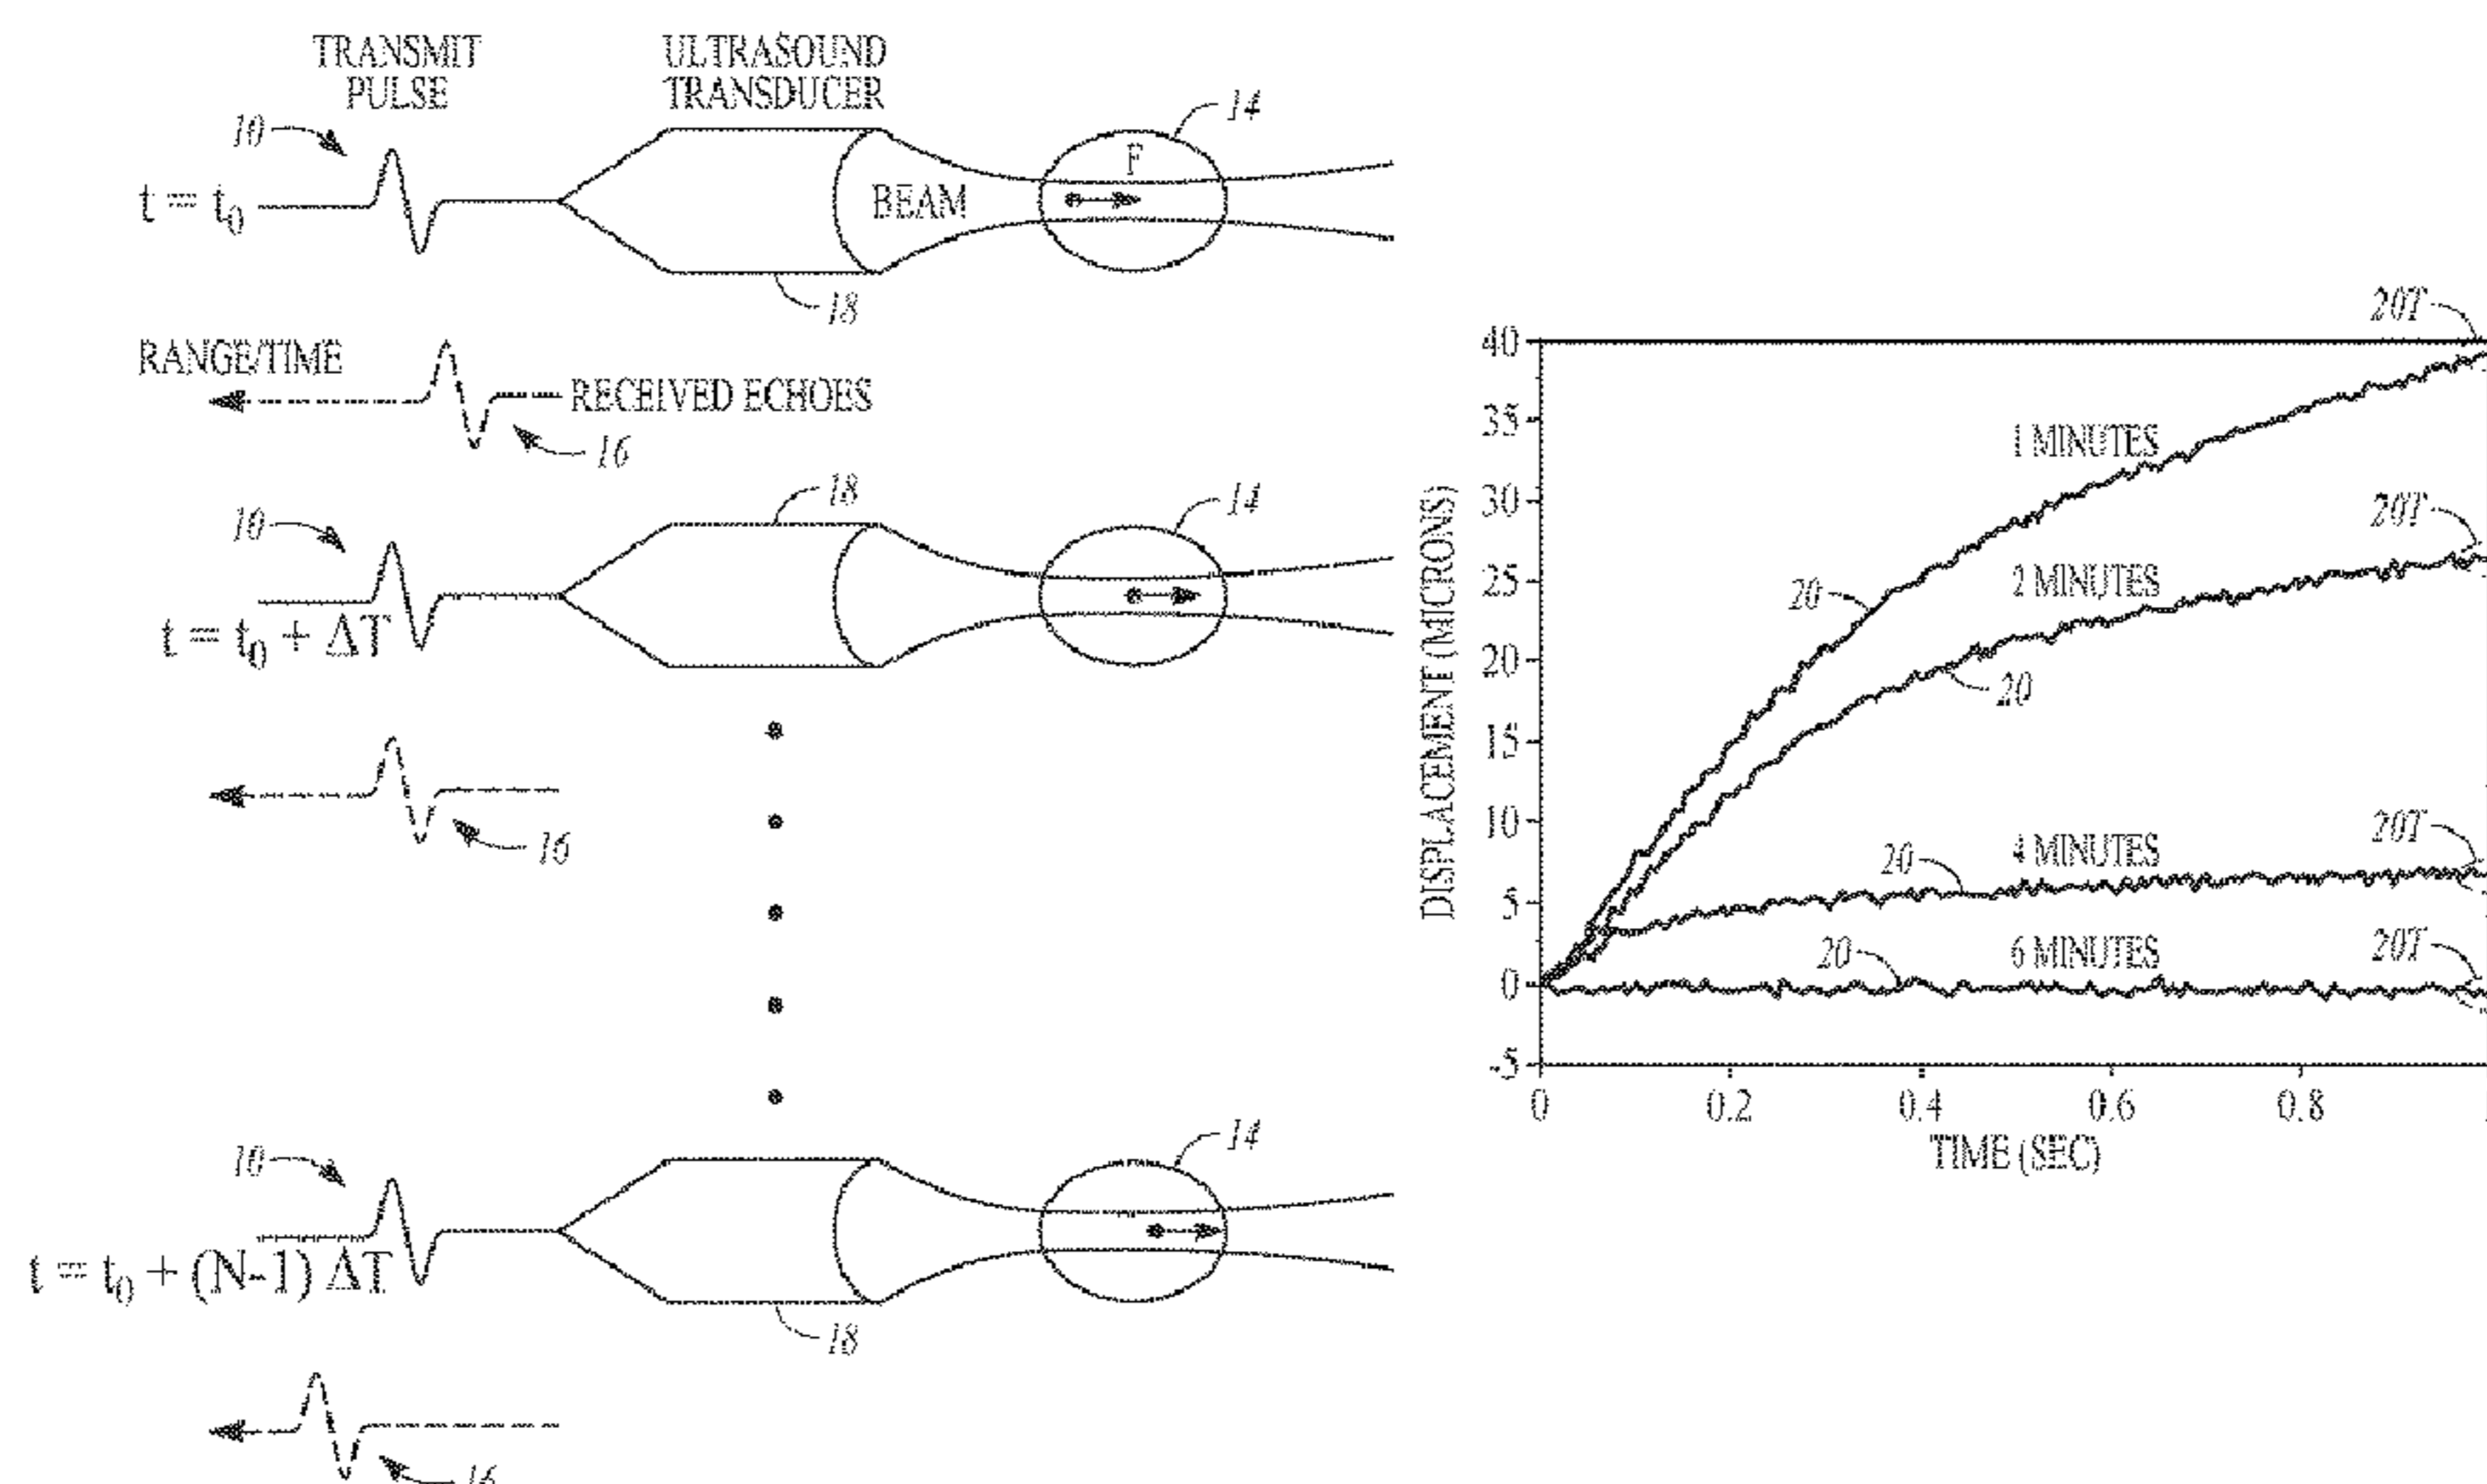 TRANSMIT
PULSE
ULTRASOUND
TRANSDUCER
10
14
F
t = t0
BEAM
18
RANGE/TIME
RECEIVED ECHOES
16
18
14
10
t = t0 + ΔT
16
14
10
t = t0 + (N-1) ΔT
18
16
20T
40
35
1 MINUTES
30
20T
25
20
2 MINUTES
20
20
15
10
20T
20
4 MINUTES
5
20
6 MINUTES
20T
0
-5
0
0.2
0.4
0.6
0.8
TIME (SEC)
DISPLACEMENT (MICRONS)